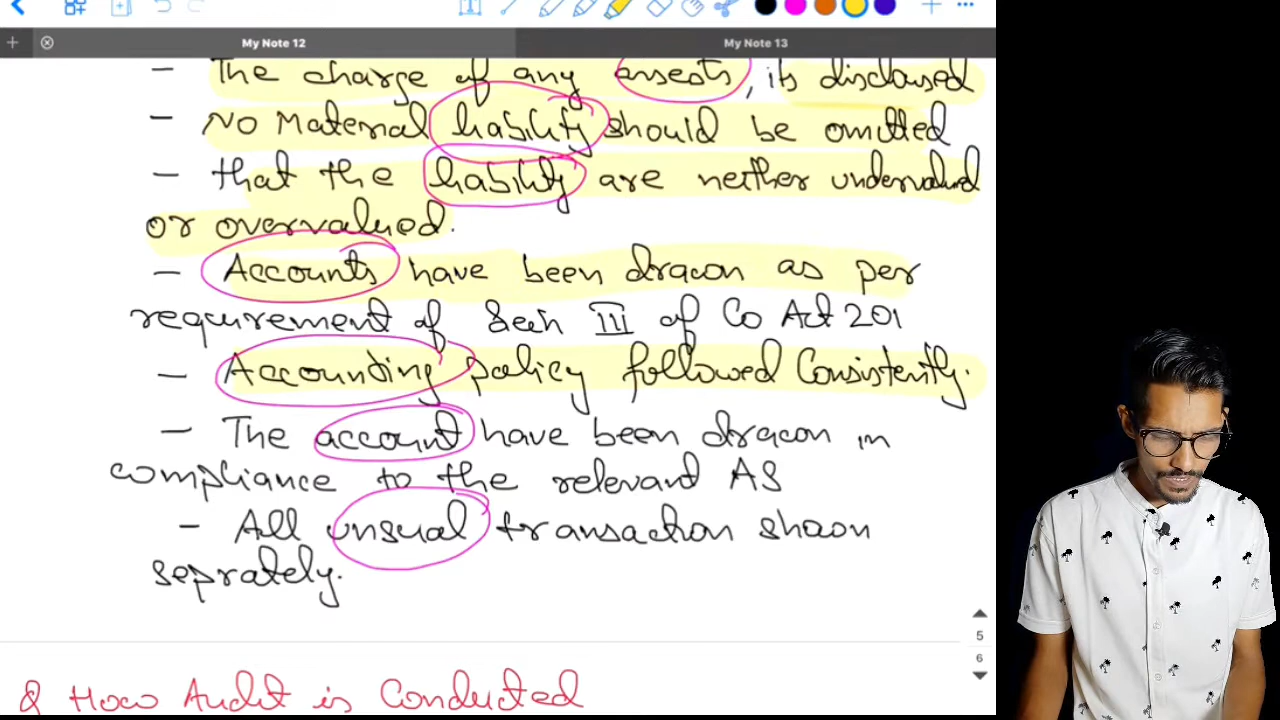 My Note 12
My Note 13
- The charge of any assests, its disclused
- No Material liability should be omitted
- that the liability are neither undervalued
or overvalued.
- Accounts have been drawn as per
requirement of Sech III of Co Act 201
- Accounting policy followed Consistently.
- The account have been drawn in
compliance to the relevant AS
- All unsual transaction shown
seprately.
5
6
Q How Audit is Conducted